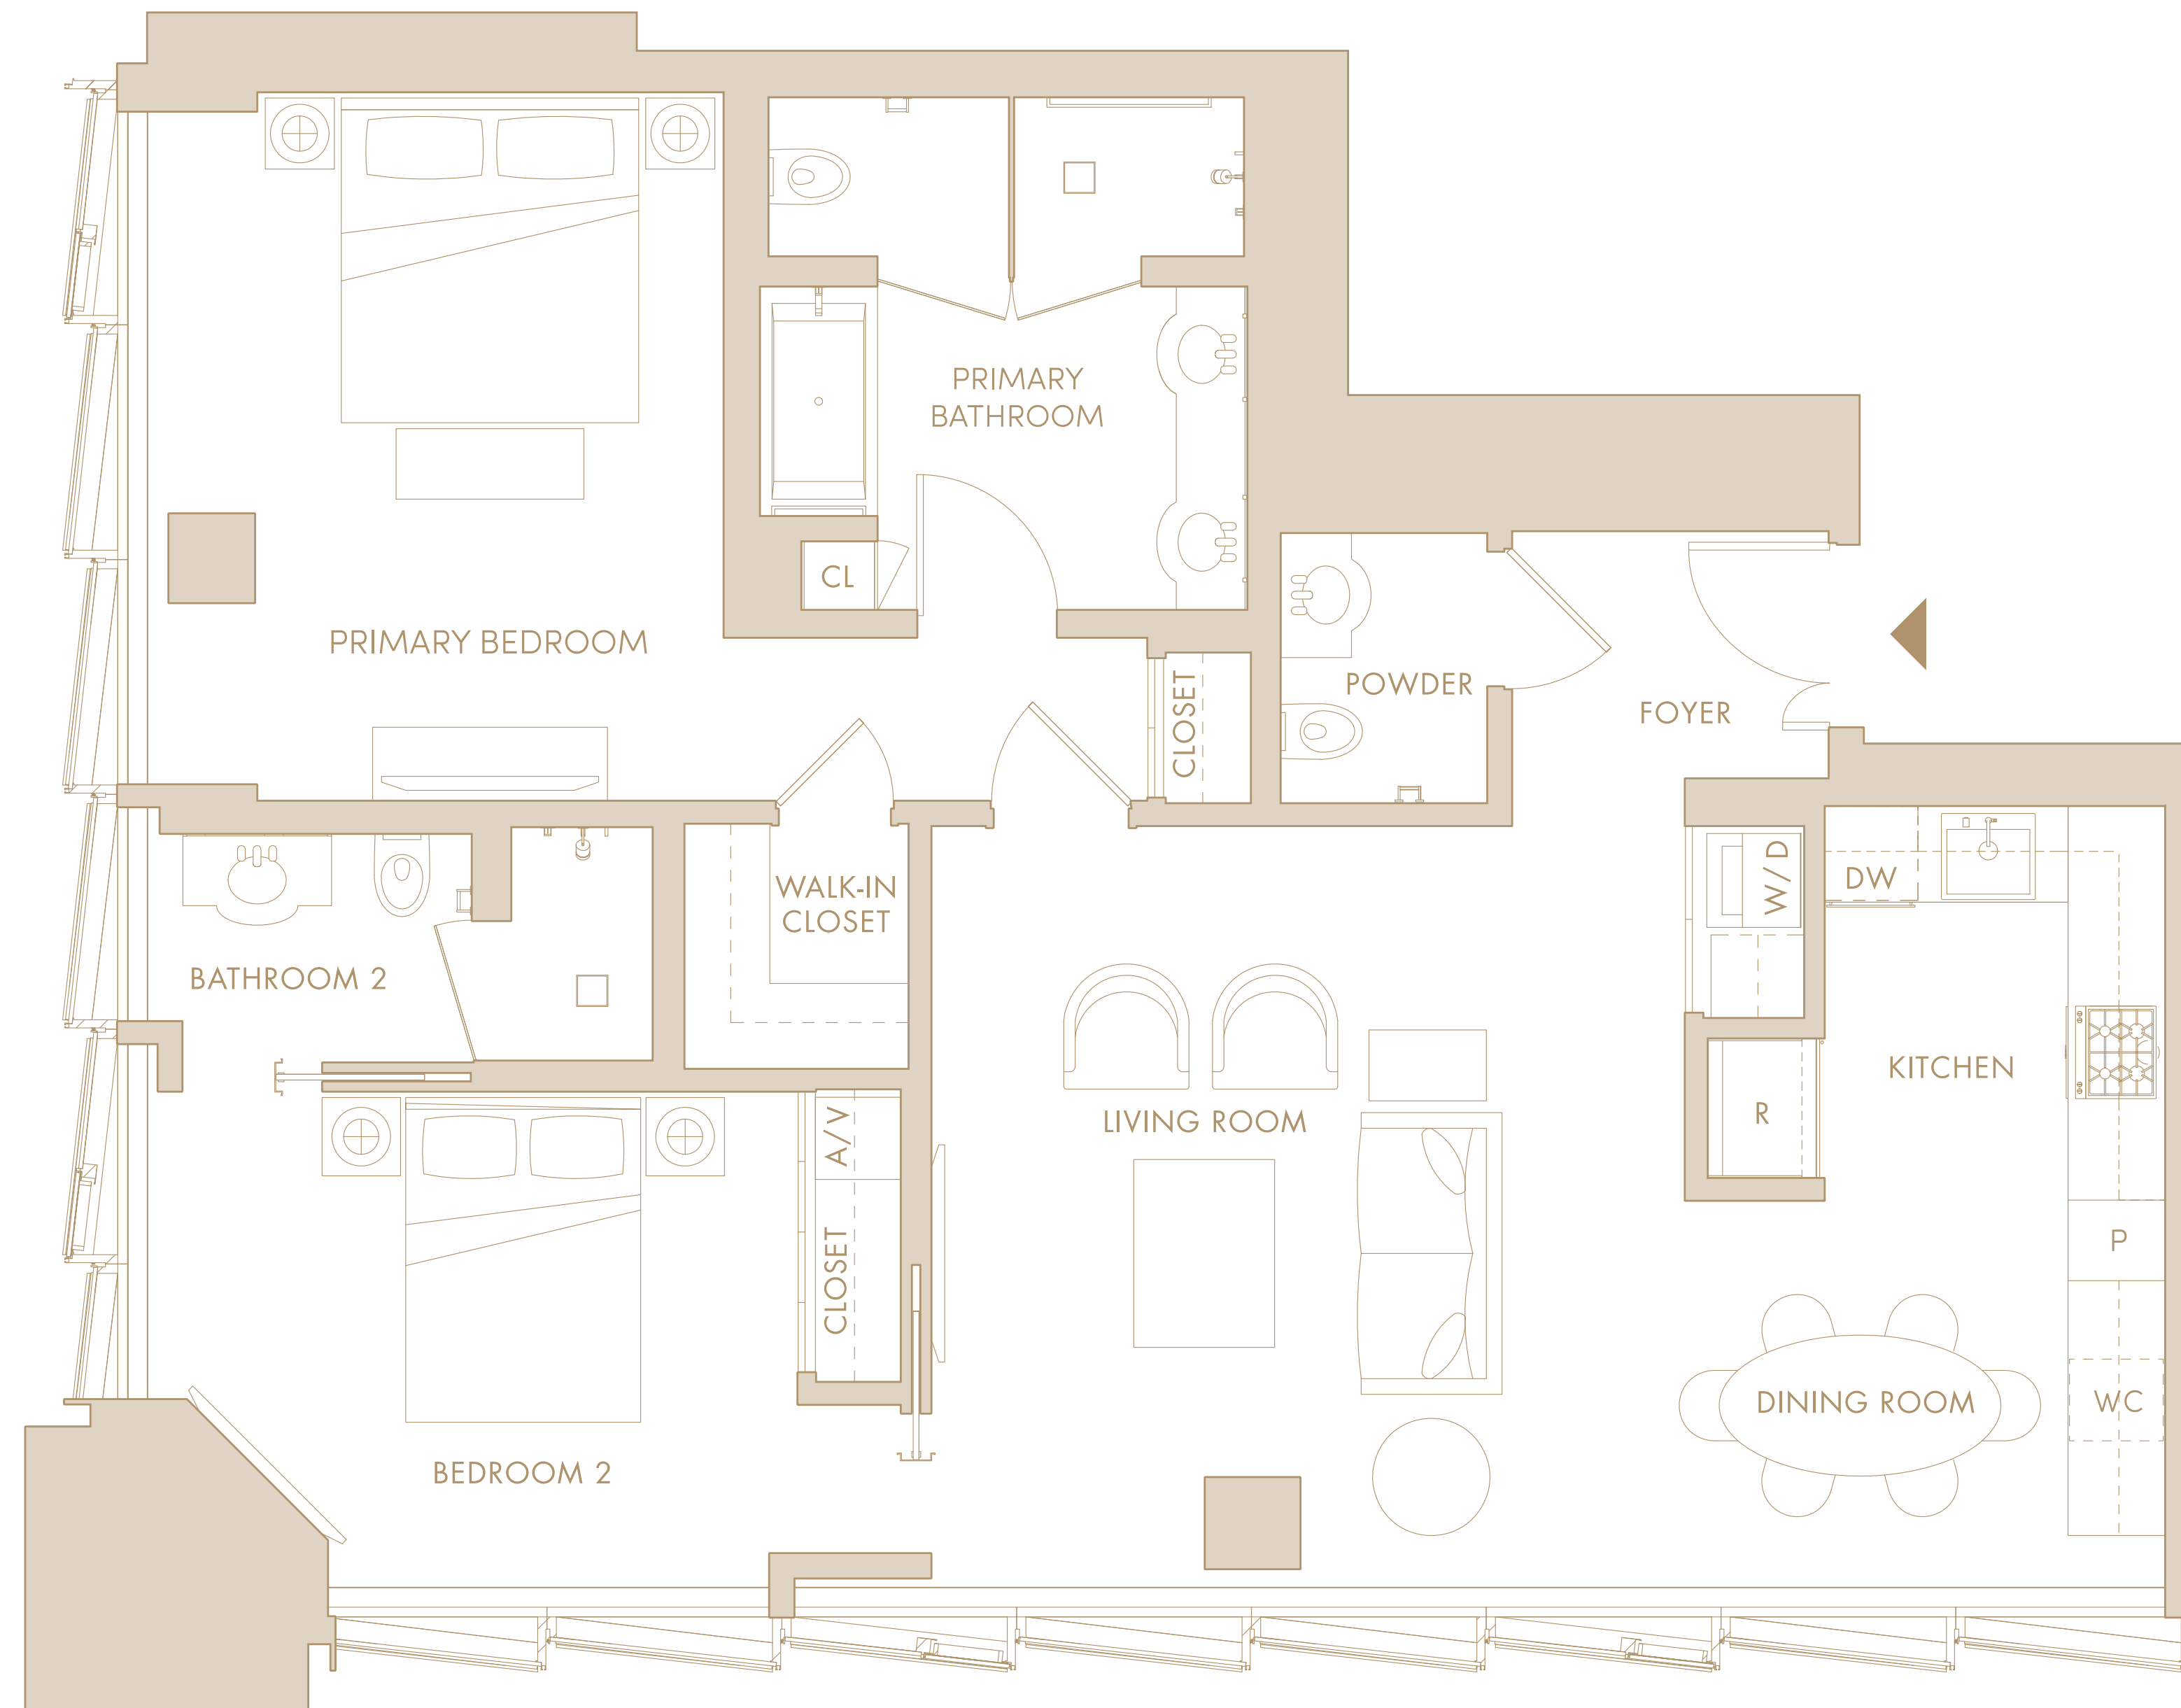 PRIMARY
BATHROOM
CL
PRIMARY BEDROOM
CLOSET
POWDER
FOYER
WALK-IN
CLOSET
W/D
DW
BATHROOM 2
KITCHEN
A/V
LIVING ROOM
R
P
CLOSET
DINING ROOM
WC
BEDROOM 2